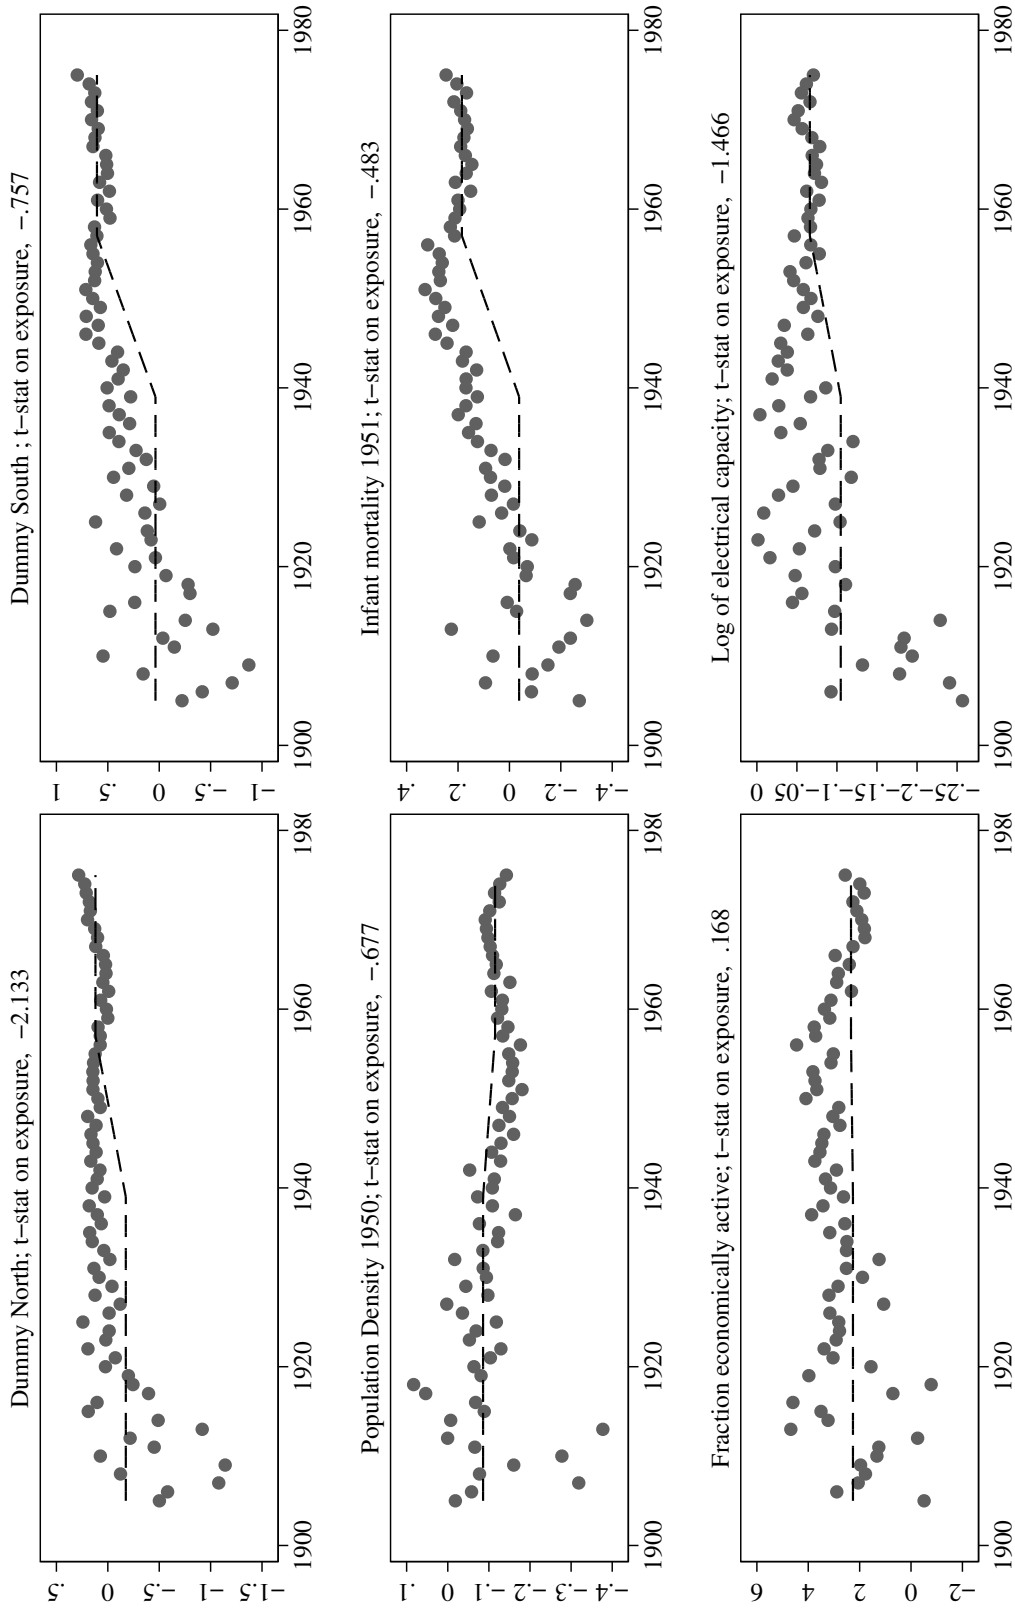 Dummy North; t−stat on exposure, −2.133
.5
0
−.5
−1
−1.5
1900 1920 1940 1960 1980
Dummy South ; t−stat on exposure, −.757
1
.5
0
−.5
−1
1900 1920 1940 1960 1980
Population Density 1950; t−stat on exposure, −.677
.1
0
−.1
−.2
−.3
−.4
1900 1920 1940 1960 1980
Infant mortality 1951; t−stat on exposure, −.483
.4
.2
0
−.2
−.4
1900 1920 1940 1960 1980
Fraction economically active; t−stat on exposure, .168
6
4
2
0
−2
1900 1920 1940 1960 1980
Log of electrical capacity; t−stat on exposure, −1.466
0
−.05
−.1
−.15
−.2
−.25
1900 1920 1940 1960 1980